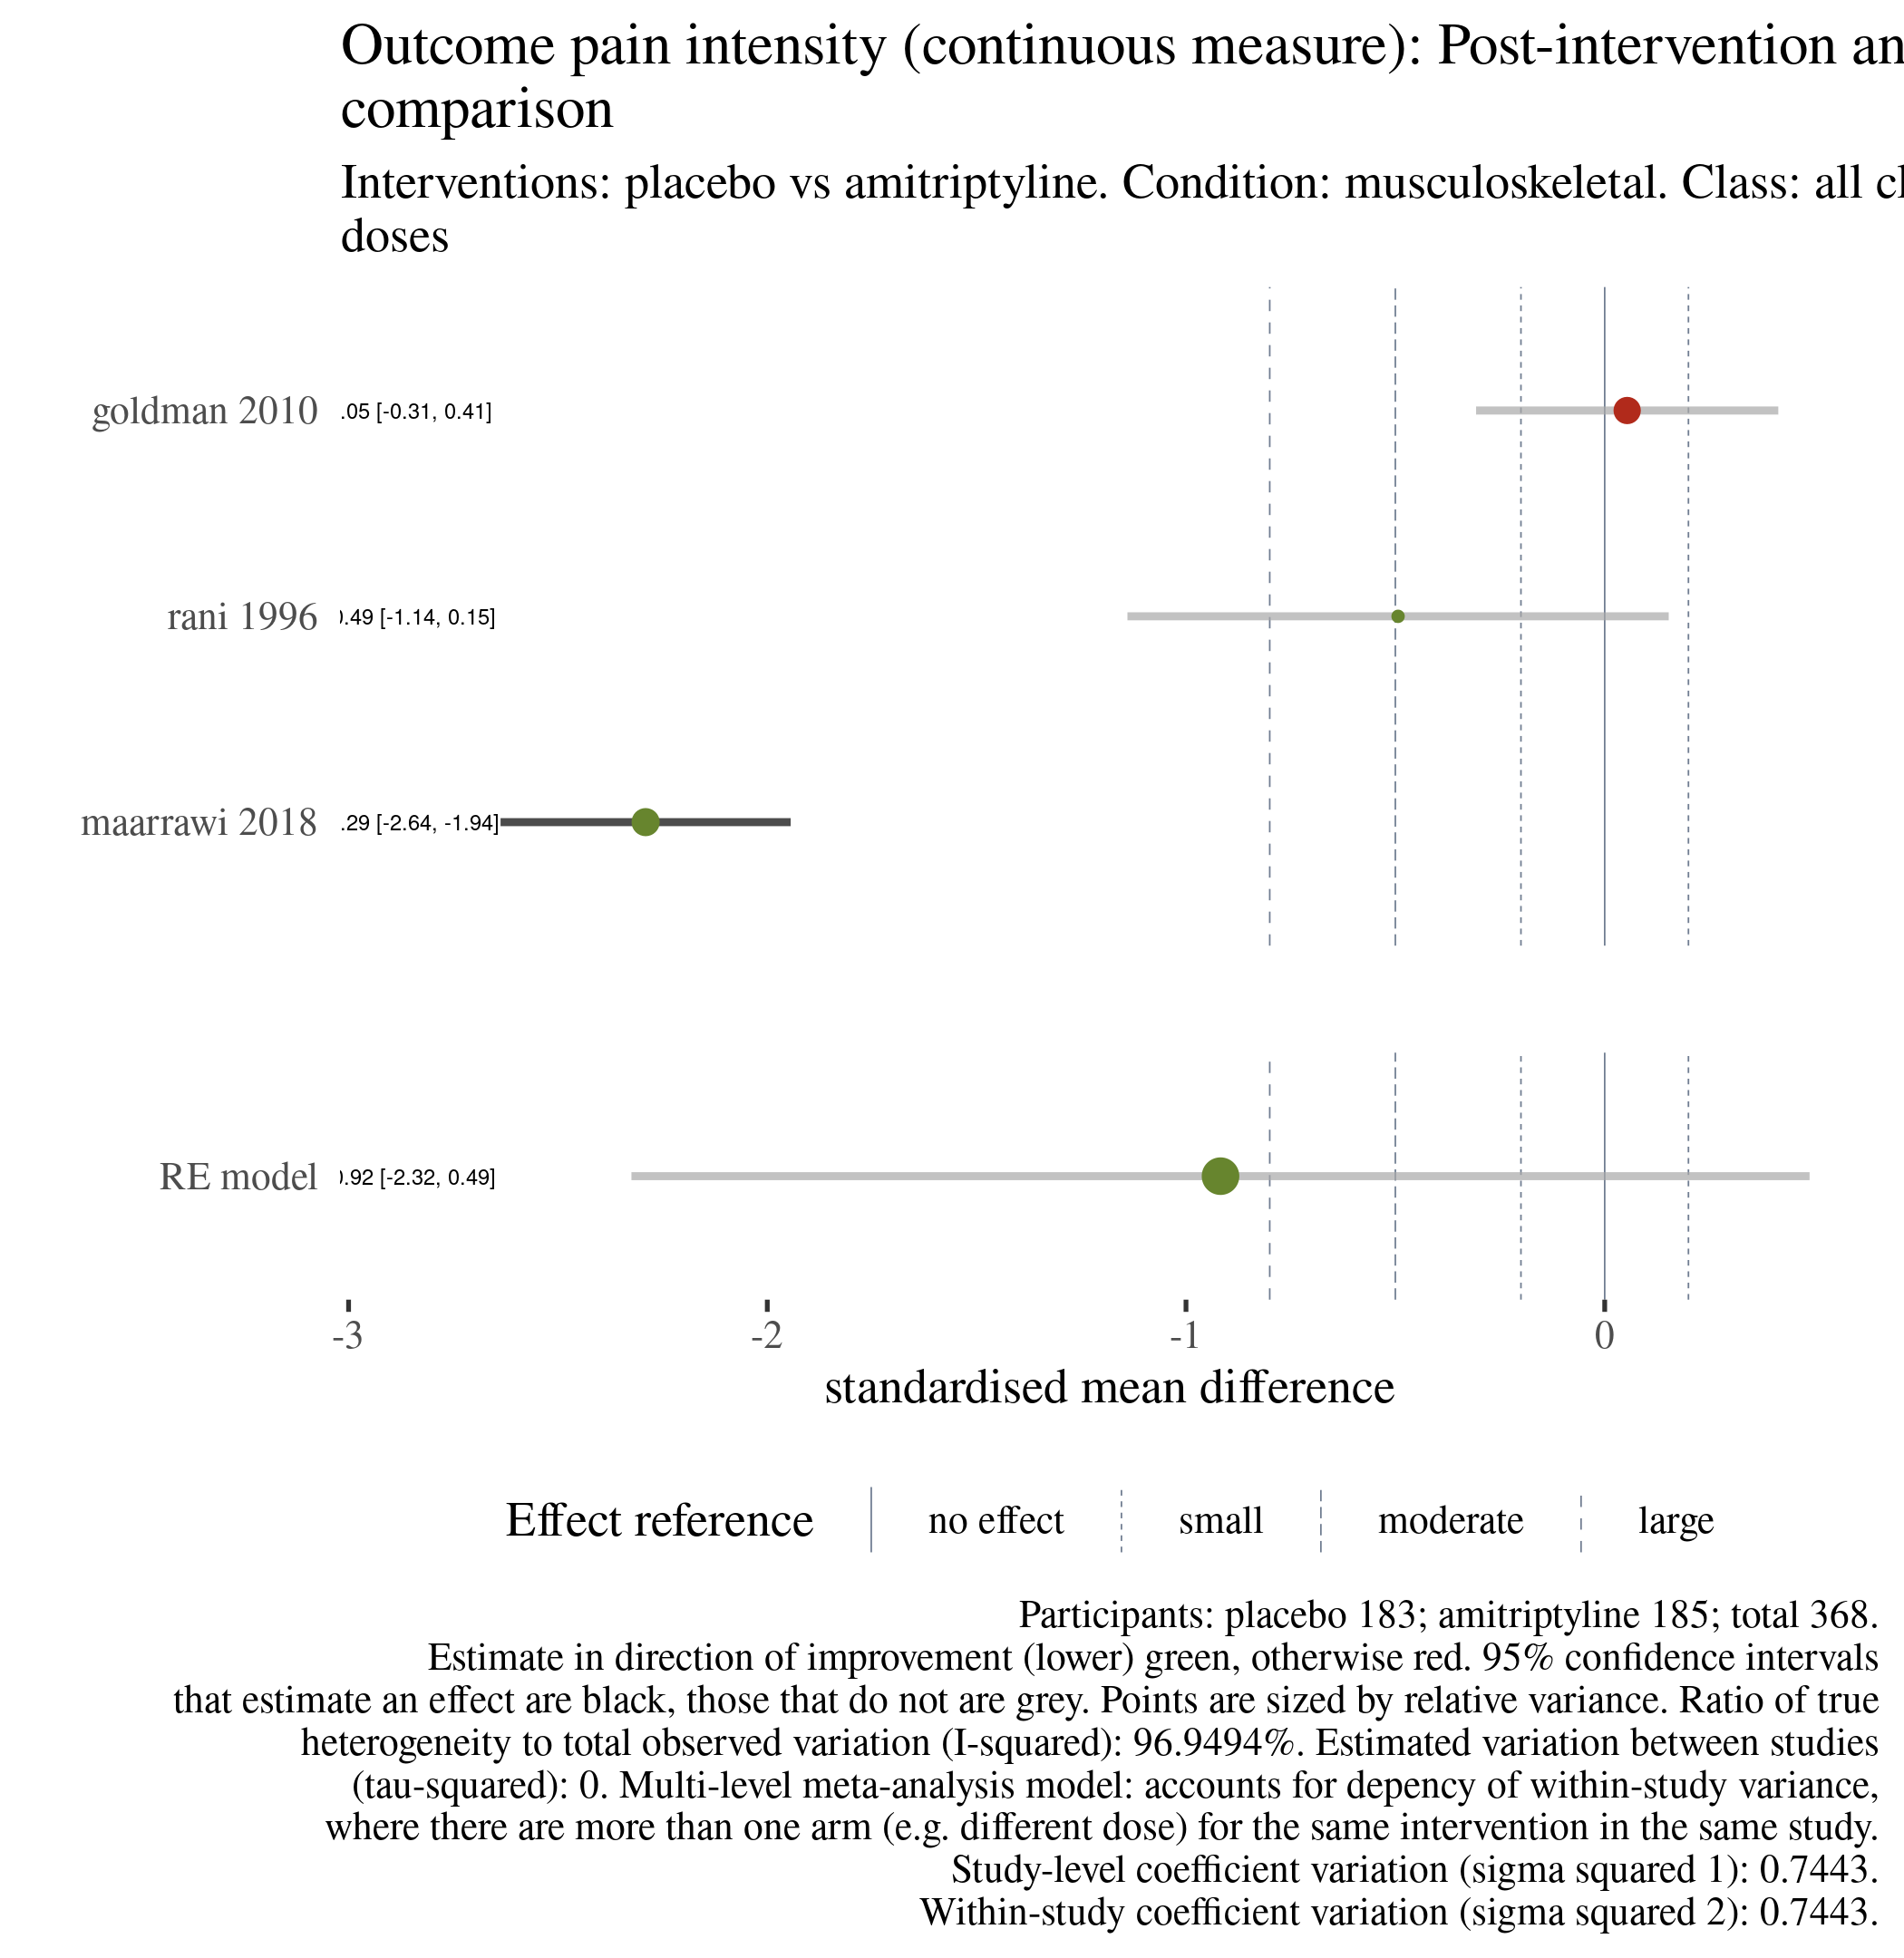 Outcome pain intensity (continuous measure): Post-intervention an
comparison
Interventions: placebo vs amitriptyline. Condition: musculoskeletal. Class: all cl
doses
goldman 2010 .05 [-0.31, 0.41]
rani 1996 .49 [-1.14, 0.15]
maarrawi 2018 .29 [-2.64, -1.94]
RE model .92 [-2.32, 0.49]
-3 -2 -1 0
standardised mean difference
Effect reference no effect small moderate large
Participants: placebo 183; amitriptyline 185; total 368.
Estimate in direction of improvement (lower) green, otherwise red. 95% confidence intervals
that estimate an effect are black, those that do not are grey. Points are sized by relative variance. Ratio of true
heterogeneity to total observed variation (I-squared): 96.9494%. Estimated variation between studies
(tau-squared): 0. Multi-level meta-analysis model: accounts for depency of within-study variance,
where there are more than one arm (e.g. different dose) for the same intervention in the same study.
Study-level coefficient variation (sigma squared 1): 0.7443.
Within-study coefficient variation (sigma squared 2): 0.7443.